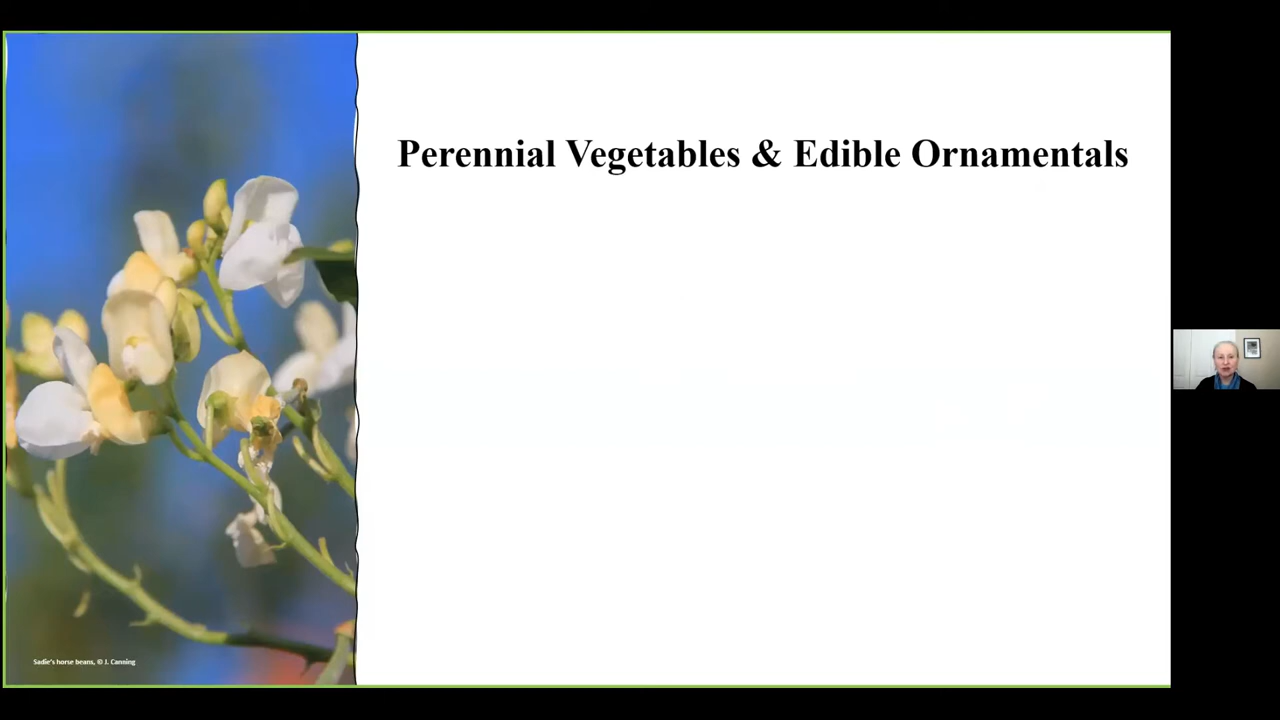 Perennial Vegetables & Edible Ornamentals
Sadie's horse beans, © J. Canning